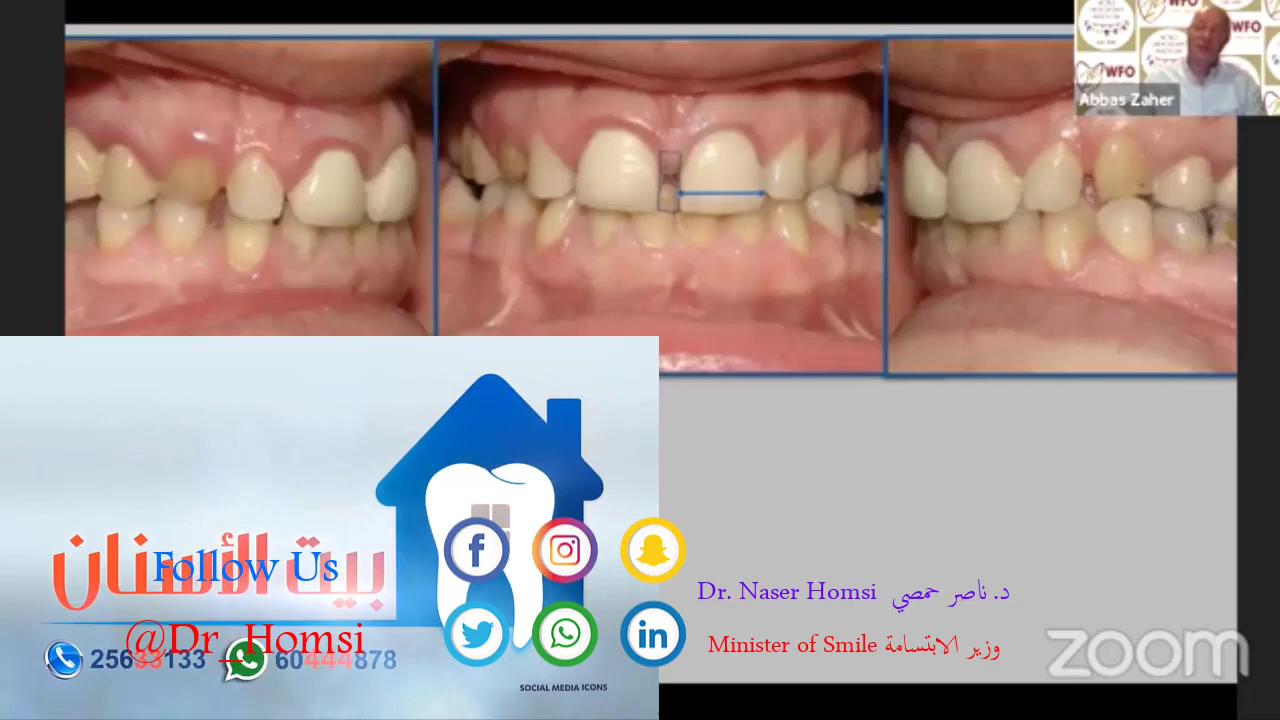 WFO
WFO
WFO
Abbas Zaher
بيت الأسنان
Follow Us
@Dr_Homsi
133
60444878
SOCIAL MEDIA ICONS
Dr. Naser Homsi د. ناصر حمصي
Minister of Smile وزير الابتسامة
zoom